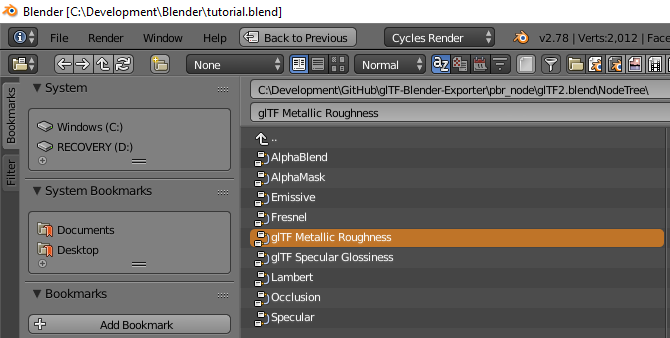 Blender [C:\Development\Blender\tutorial.blend]
File Render Window Help Back to Previous Cycles Render v2.78 | Verts:2,012 | Face
None Normal
Bookmarks
Filter
System
Windows (C:)
RECOVERY (D:)
System Bookmarks
Documents
Desktop
Bookmarks
Add Bookmark
C:\Development\GitHub\glTF-Blender-Exporter\pbr_node\glTF2.blend\NodeTree\
glTF Metallic Roughness
..
AlphaBlend
AlphaMask
Emissive
Fresnel
glTF Metallic Roughness
glTF Specular Glossiness
Lambert
Occlusion
Specular